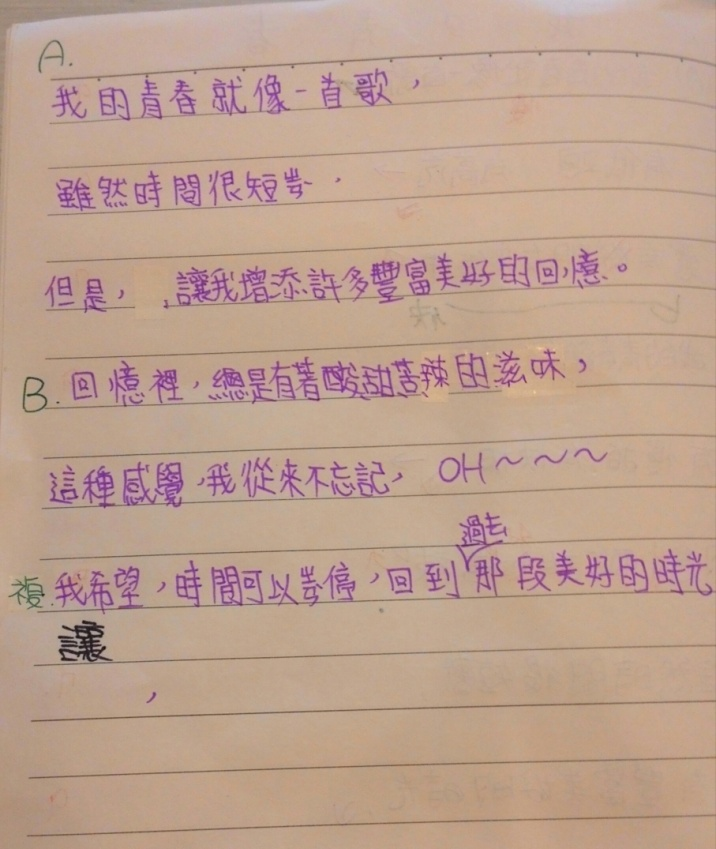 A.
我的青春就像一首歌，
雖然時間很短暫．
但是，讓我增添許多豐富美好的回憶。
B. 回憶裡，總是有著酸甜苦辣的滋味，
這種感覺，我從來不忘記， OH～～～
過去
複.我希望，時間可以暫停，回到那段美好的時光
讓
，